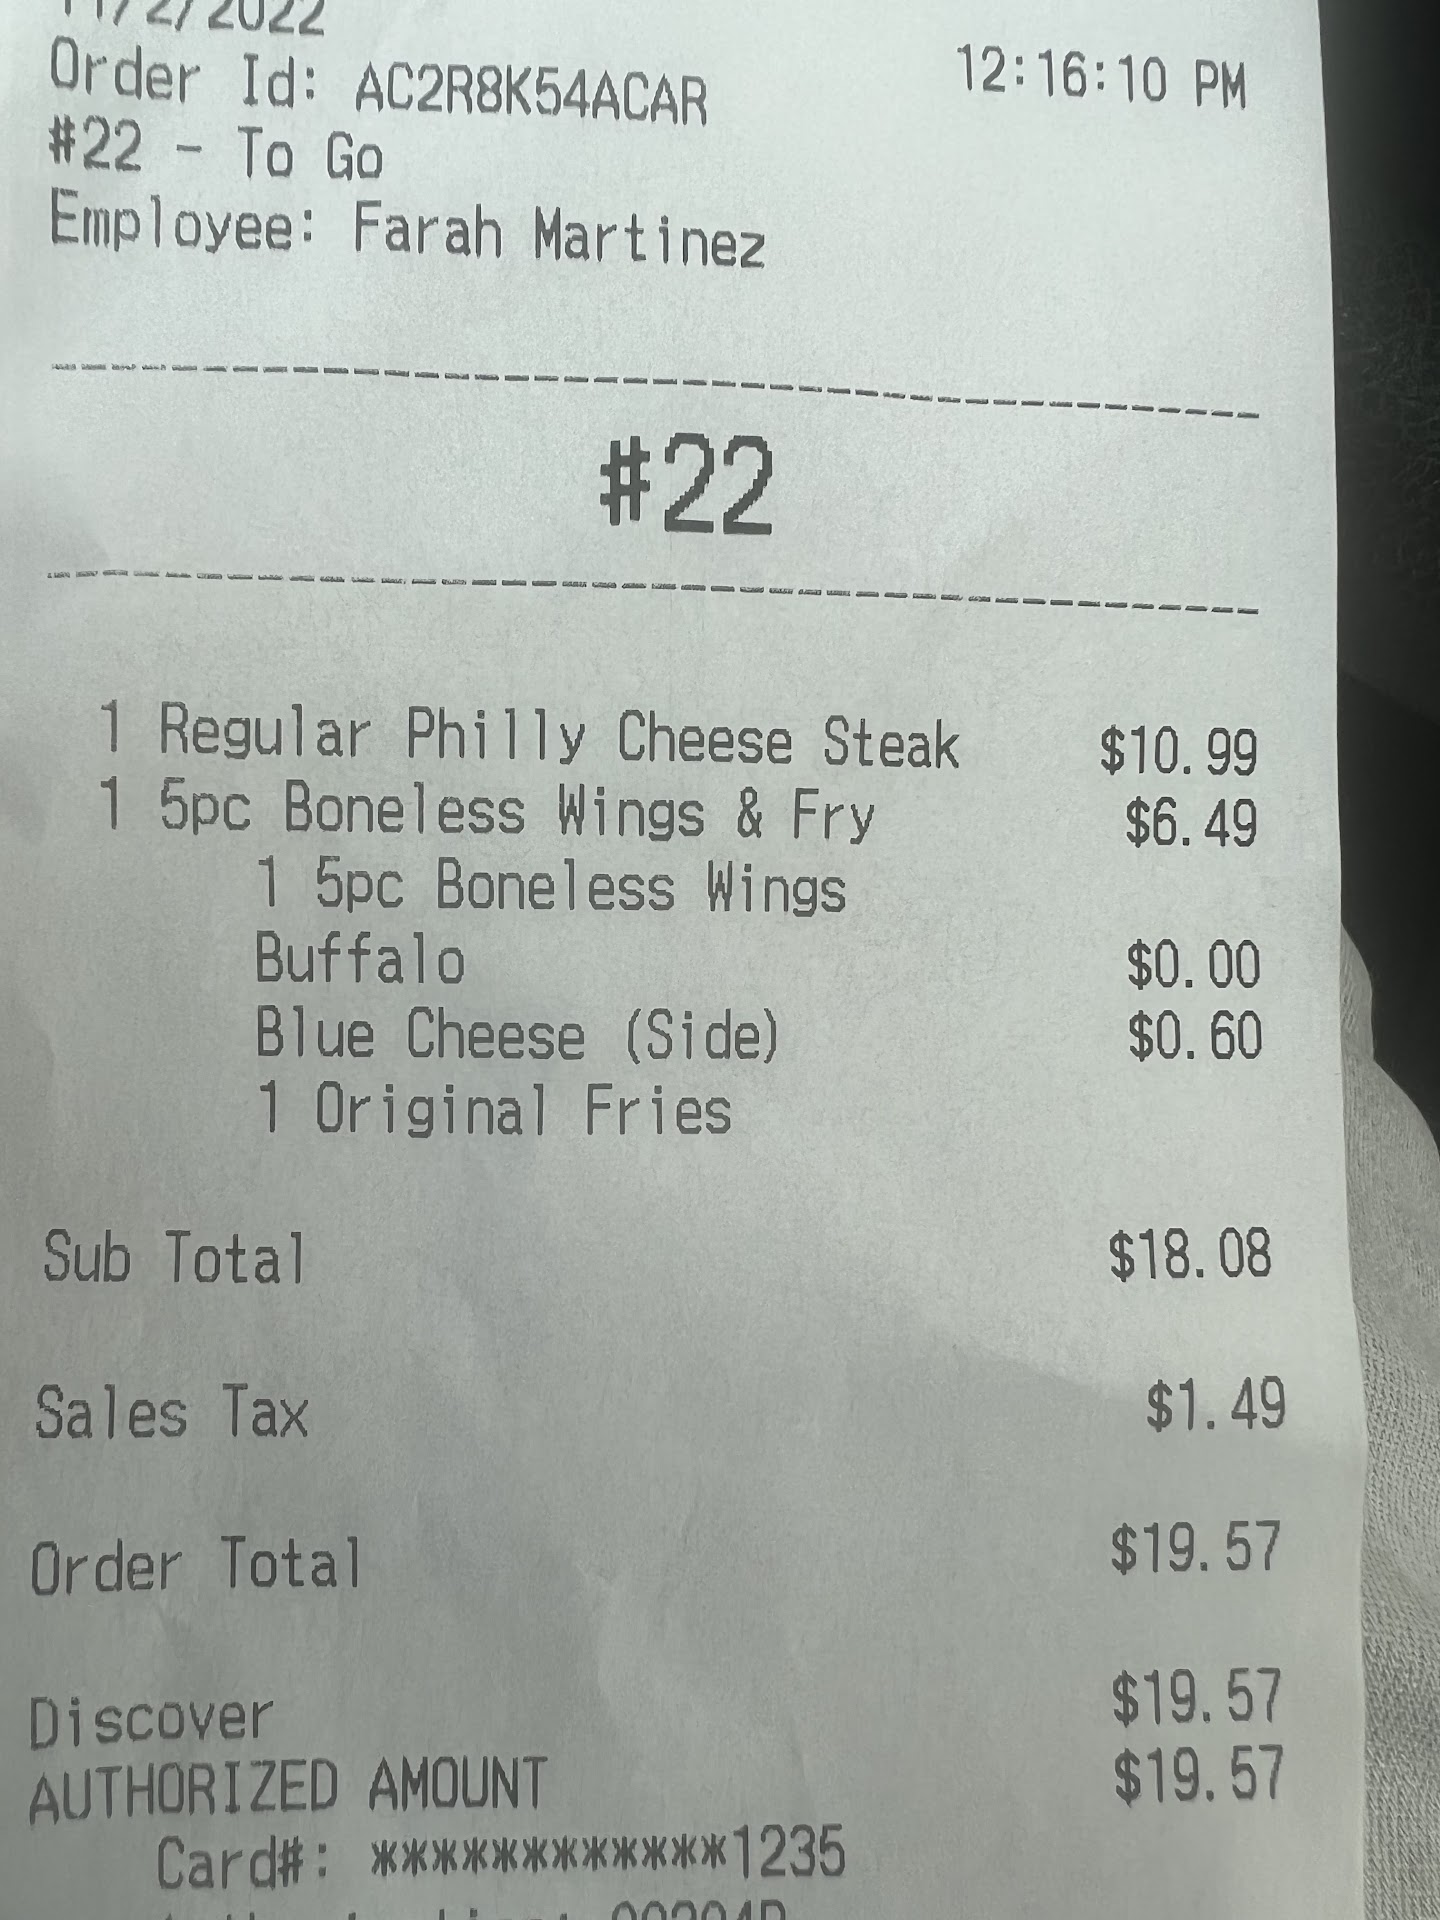 11/2/2022
Order Id: AC2R8K54ACAR 12:16:10 PM
#22 - To Go
Employee: Farah Martinez
#22
1 Regular Philly Cheese Steak $10.99
1 5pc Boneless Wings & Fry $6.49
1 5pc Boneless Wings
Buffalo $0.00
Blue Cheese (Side) $0.60
1 Original Fries
Sub Total $18.08
Sales Tax $1.49
Order Total $19.57
Discover $19.57
AUTHORIZED AMOUNT $19.57
Card#: ************1235